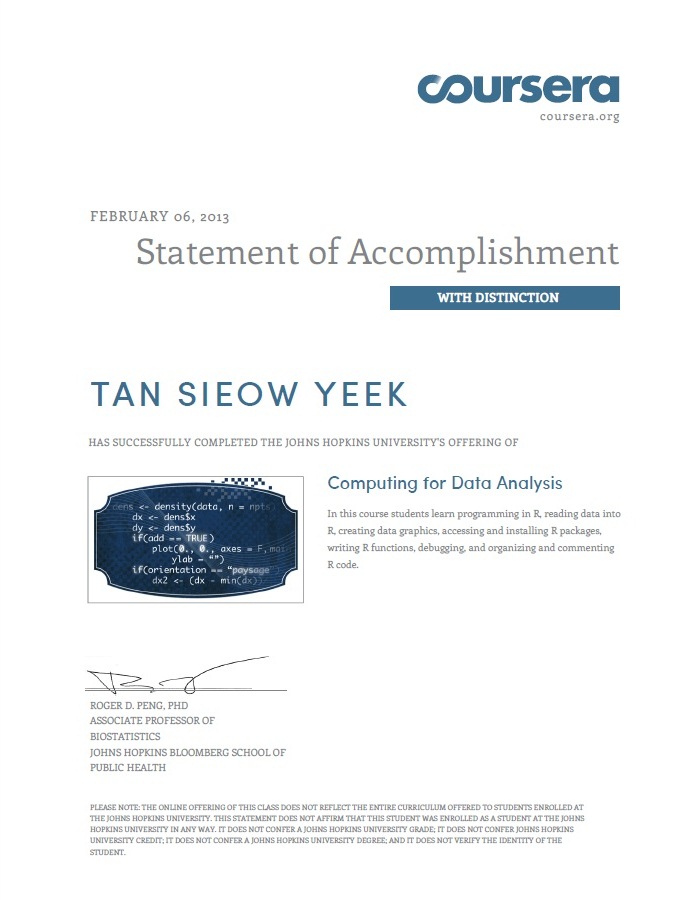 coursera
coursera.org
FEBRUARY 06, 2013
Statement of Accomplishment
WITH DISTINCTION
TAN SIEOW YEEK
HAS SUCCESSFULLY COMPLETED THE JOHNS HOPKINS UNIVERSITY'S OFFERING OF
dens <- density(data, n = npts
dx <- dens$x
dy <- dens$y
if(add == TRUE)
plot(0., 0., axes = F, mai
ylab = "")
if(orientation == "paysage
dx2 <- (dx - min(dx))
Computing for Data Analysis
In this course students learn programming in R, reading data into
R, creating data graphics, accessing and installing R packages,
writing R functions, debugging, and organizing and commenting
R code.
ROGER D. PENG, PHD
ASSOCIATE PROFESSOR OF
BIOSTATISTICS
JOHNS HOPKINS BLOOMBERG SCHOOL OF
PUBLIC HEALTH
PLEASE NOTE: THE ONLINE OFFERING OF THIS CLASS DOES NOT REFLECT THE ENTIRE CURRICULUM OFFERED TO STUDENTS ENROLLED AT
THE JOHNS HOPKINS UNIVERSITY. THIS STATEMENT DOES NOT AFFIRM THAT THIS STUDENT WAS ENROLLED AS A STUDENT AT THE JOHNS
HOPKINS UNIVERSITY IN ANY WAY. IT DOES NOT CONFER A JOHNS HOPKINS UNIVERSITY GRADE; IT DOES NOT CONFER JOHNS HOPKINS
UNIVERSITY CREDIT; IT DOES NOT CONFER A JOHNS HOPKINS UNIVERSITY DEGREE; AND IT DOES NOT VERIFY THE IDENTITY OF THE
STUDENT.